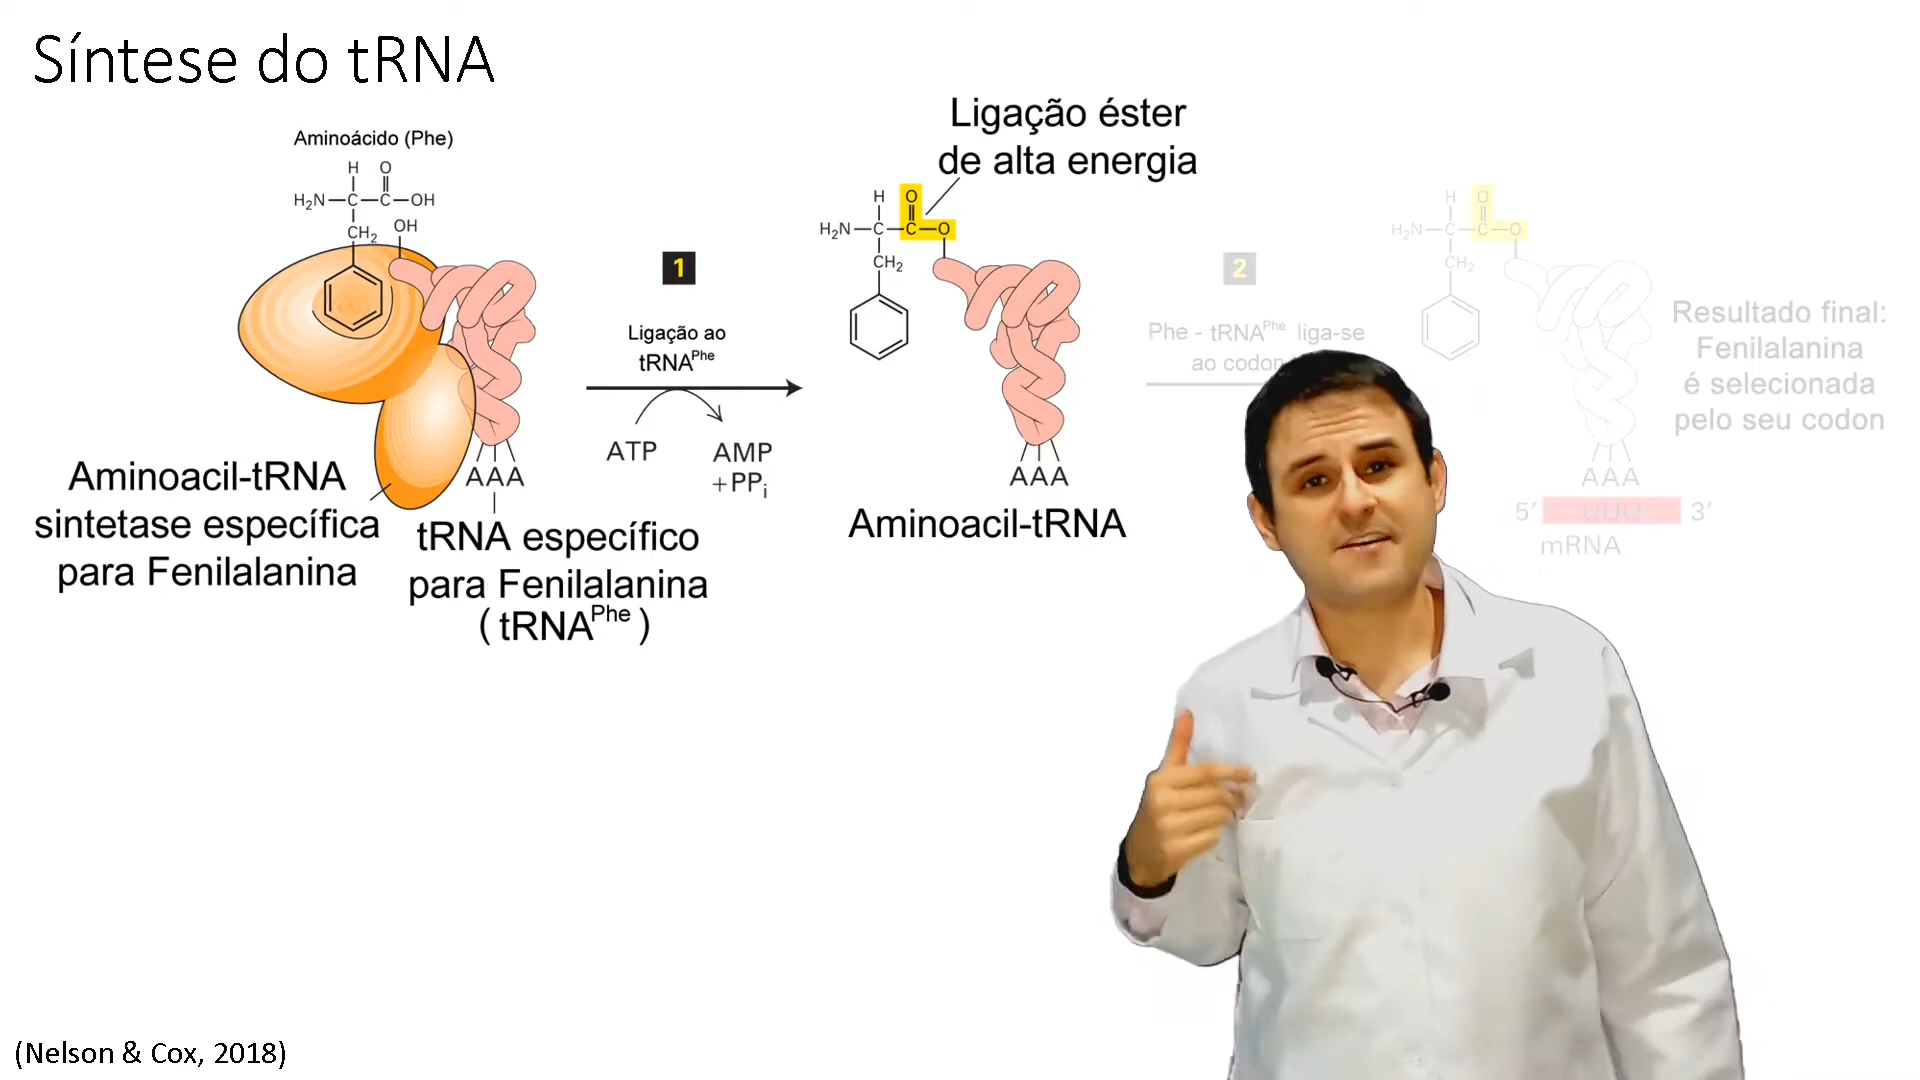 Síntese do tRNA
Aminoácido (Phe)
H O
H₂N—C—C—OH
CH₂ OH
Aminoacil-tRNA
sintetase específica
para Fenilalanina
AAA
tRNA específico
para Fenilalanina
( tRNAᴾʰᵉ )
1
Ligação ao
tRNAᴾʰᵉ
ATP
AMP
+PPᵢ
Ligação éster
de alta energia
H O
H₂N—C—C—O
CH₂
AAA
Aminoacil-tRNA
2
Phe - tRNAᴾʰᵉ liga-se
ao codon
H O
H₂N—C—C—O
CH₂
AAA
5′ UUU 3′
mRNA
Resultado final:
Fenilalanina
é selecionada
pelo seu codon
(Nelson & Cox, 2018)